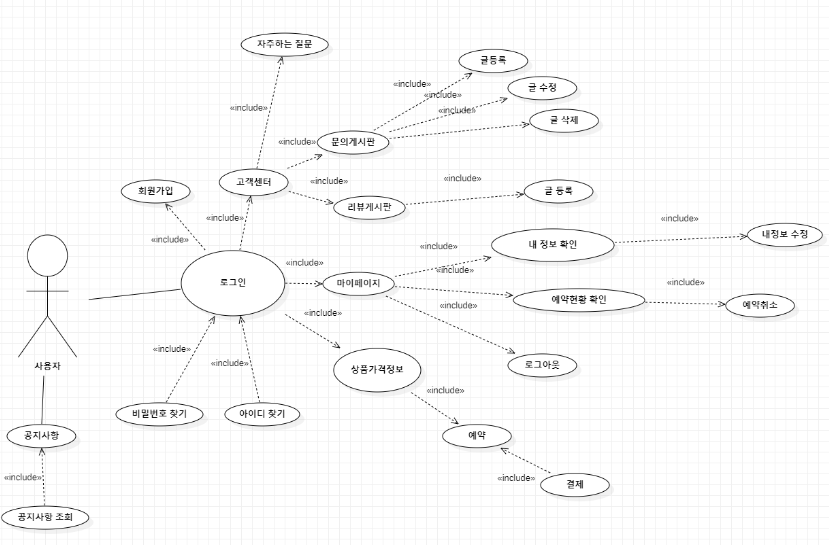 자주하는 질문
글등록
«include»
글 수정
«include»
«include»
«include»
글 삭제
«include»
문의게시판
«include»
고객센터
«include»
글 등록
회원가입
리뷰게시판
«include»
«include»
«include»
내정보 수정
«include»
내 정보 확인
«include»
로그인
마이페이지
«include»
«include»
예약현황 확인
예약취소
«include»
«include»
«include»
«include»
사용자
상품가격정보
로그아웃
«include»
비밀번호 찾기
아이디 찾기
공지사항
예약
«include»
«include»
결제
공지사항 조회